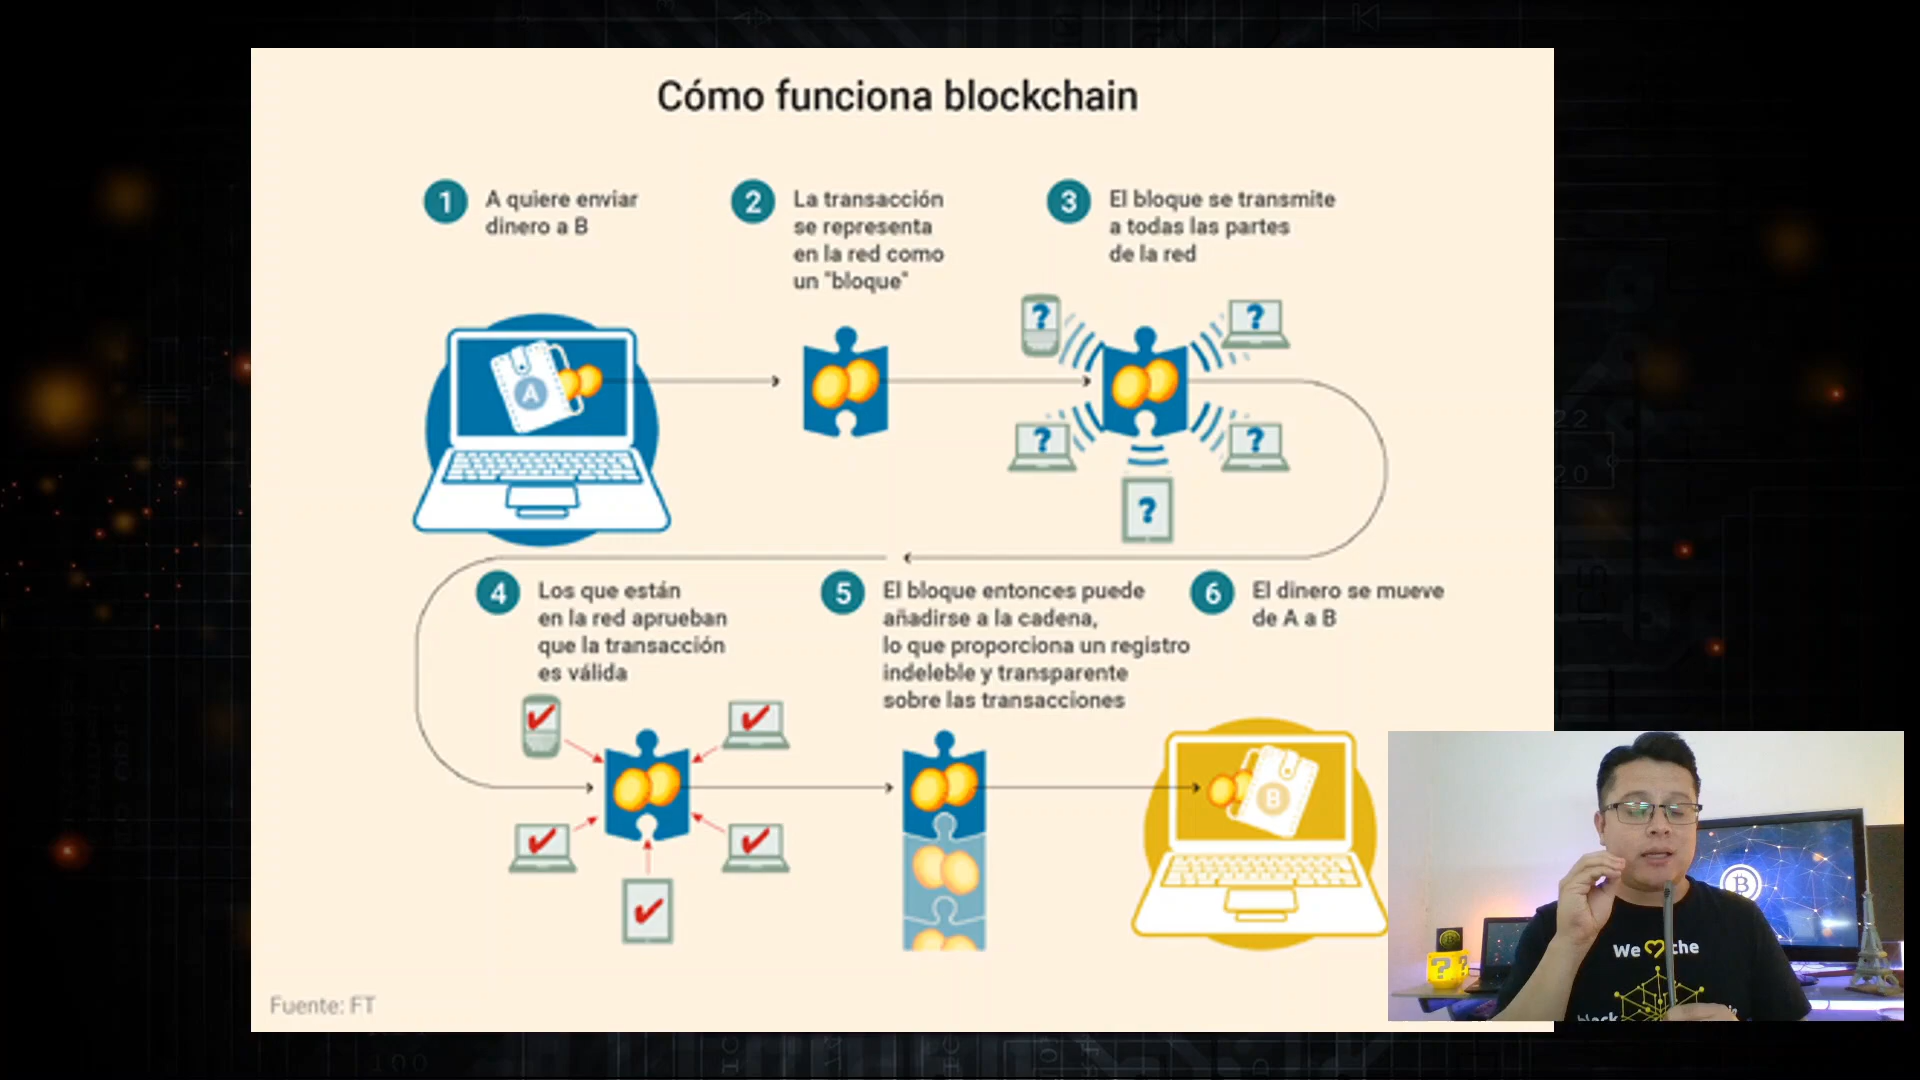 Cómo funciona blockchain
1 A quiere enviar
dinero a B
2 La transacción
se representa
en la red como
un "bloque"
3 El bloque se transmite
a todas las partes
de la red
? ?
A
? ?
?
4 Los que están
en la red aprueban
que la transacción
es válida
5 El bloque entonces puede
añadirse a la cadena,
lo que proporciona un registro
indeleble y transparente
sobre las transacciones
6 El dinero se mueve
de A a B
B
Fuente: FT
We the
block